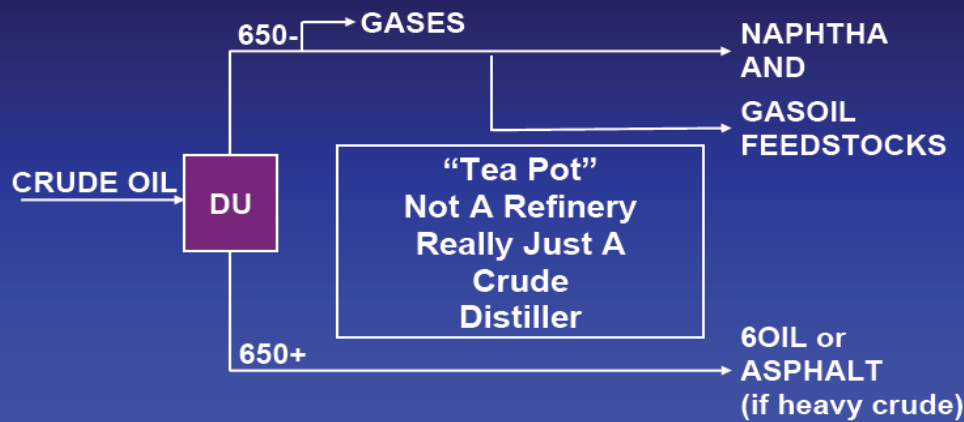 650-
GASES
NAPHTHA
AND
GASOIL
FEEDSTOCKS
CRUDE OIL
DU
“Tea Pot”
Not A Refinery
Really Just A
Crude
Distiller
650+
6OIL or
ASPHALT
(if heavy crude)